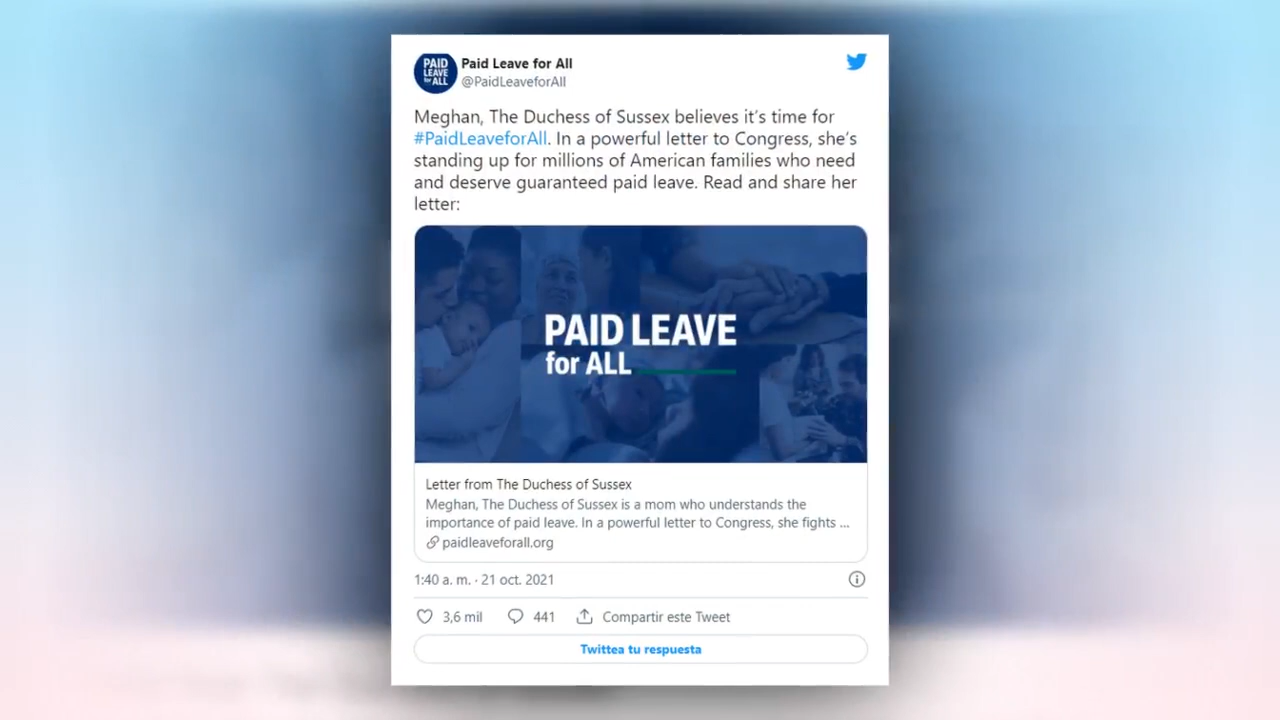 PAID
LEAVE
for ALL
Paid Leave for All
@PaidLeaveforAll
Meghan, The Duchess of Sussex believes it's time for
#PaidLeaveforAll. In a powerful letter to Congress, she's
standing up for millions of American families who need
and deserve guaranteed paid leave. Read and share her
letter:
PAID LEAVE
for ALL
Letter from The Duchess of Sussex
Meghan, The Duchess of Sussex is a mom who understands the
importance of paid leave. In a powerful letter to Congress, she fights ...
paidleaveforall.org
1:40 a. m. · 21 oct. 2021
3,6 mil 441 Compartir este Tweet
Twittea tu respuesta